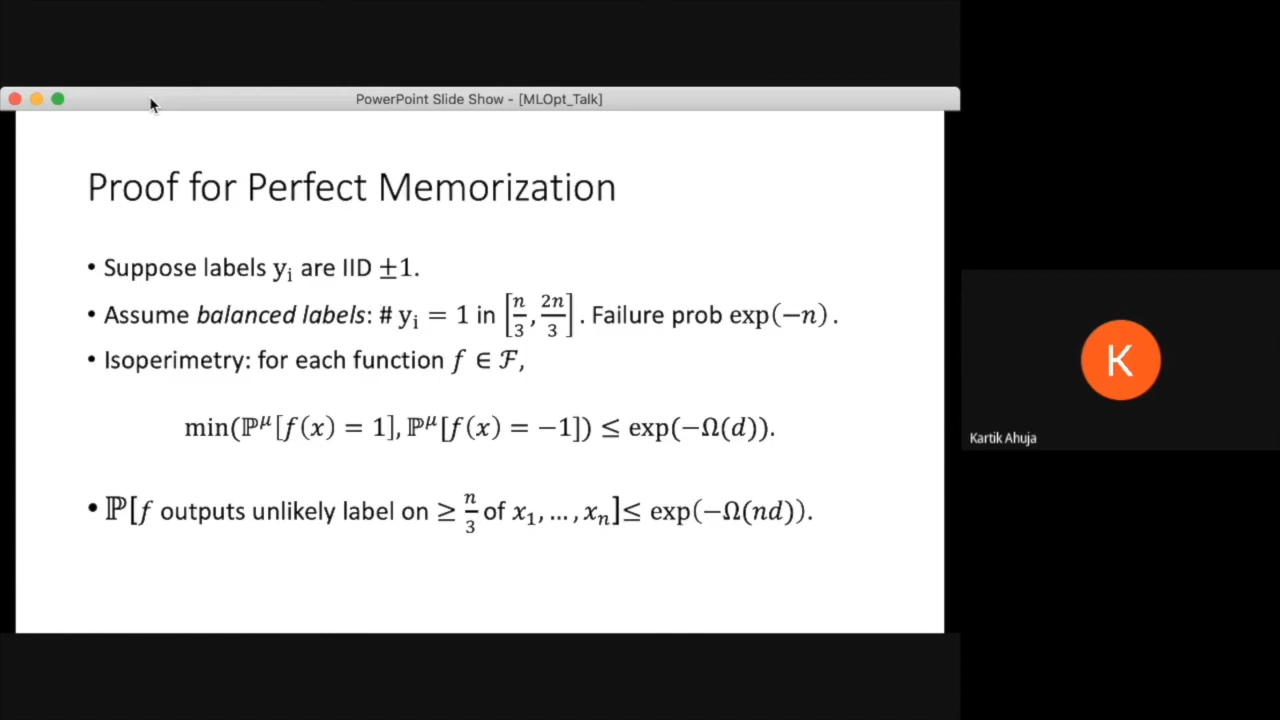 PowerPoint Slide Show - [MLOpt_Talk]
Proof for Perfect Memorization
• Suppose labels yᵢ are IID ±1.
• Assume balanced labels: # yᵢ = 1 in [n/3, 2n/3]. Failure prob exp(−n).
• Isoperimetry: for each function f ∈ ℱ,
min(ℙ^μ[f(x) = 1], ℙ^μ[f(x) = −1]) ≤ exp(−Ω(d)).
• ℙ[f outputs unlikely label on ≥ n/3 of x₁, …, xₙ]≤ exp(−Ω(nd)).
K
Kartik Ahuja